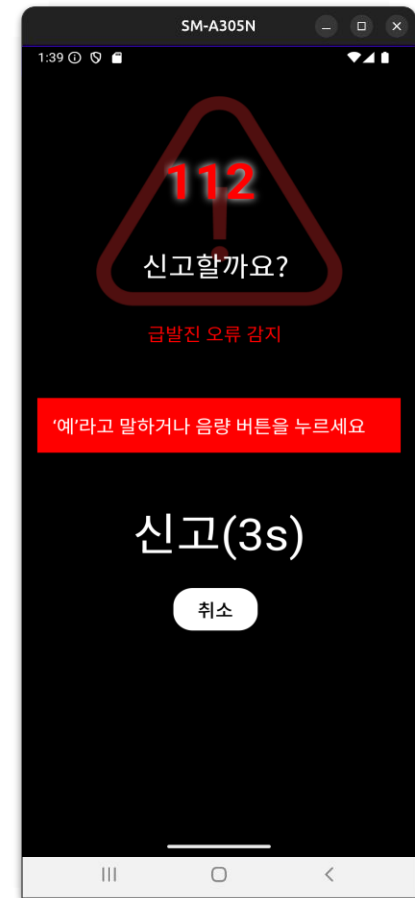 SM-A305N
1:39
112
신고할까요?
급발진 오류 감지
‘예’라고 말하거나 음량 버튼을 누르세요
신고(3s)
취소